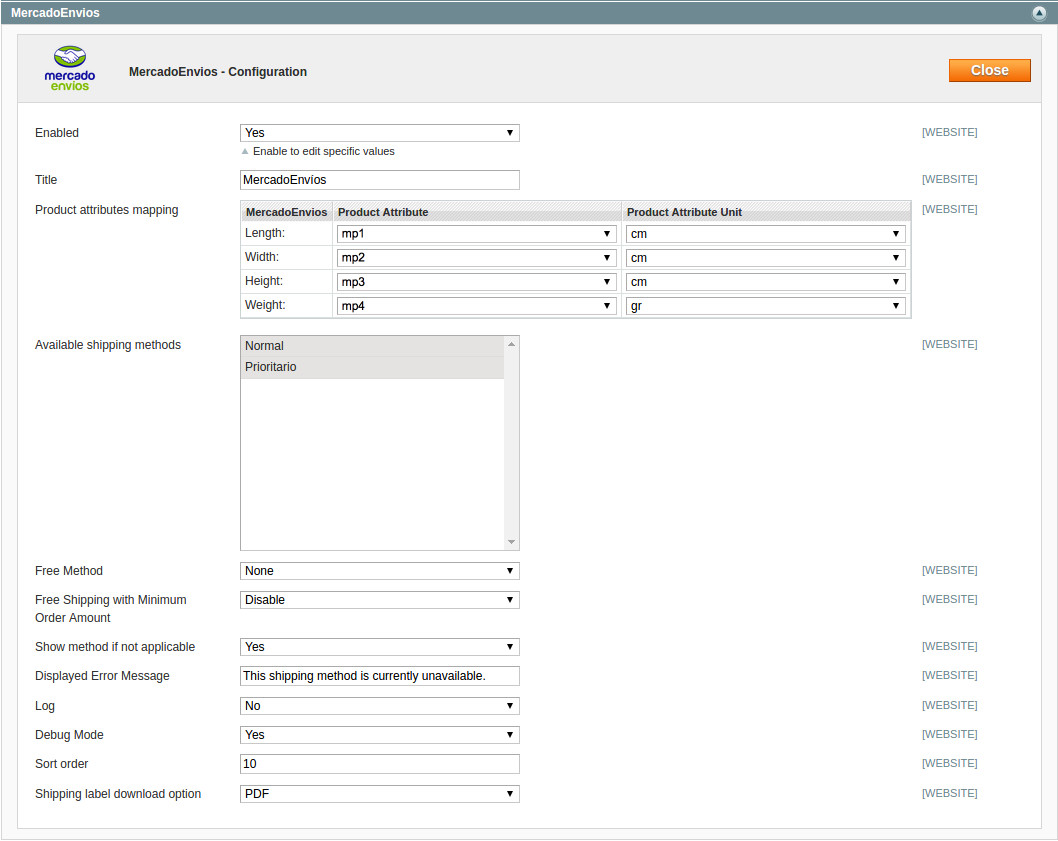 MercadoEnvios
mercado
envios
MercadoEnvios - Configuration
Close
Enabled
Yes
[WEBSITE]
Enable to edit specific values
Title
MercadoEnvíos
[WEBSITE]
Product attributes mapping
MercadoEnvios Product Attribute Product Attribute Unit
[WEBSITE]
Length: mp1 cm
Width: mp2 cm
Height: mp3 cm
Weight: mp4 gr
Available shipping methods
Normal
[WEBSITE]
Prioritario
Free Method
None
[WEBSITE]
Free Shipping with Minimum
Order Amount
Disable
[WEBSITE]
Show method if not applicable
Yes
[WEBSITE]
Displayed Error Message
This shipping method is currently unavailable.
[WEBSITE]
Log
No
[WEBSITE]
Debug Mode
Yes
[WEBSITE]
Sort order
10
[WEBSITE]
Shipping label download option
PDF
[WEBSITE]